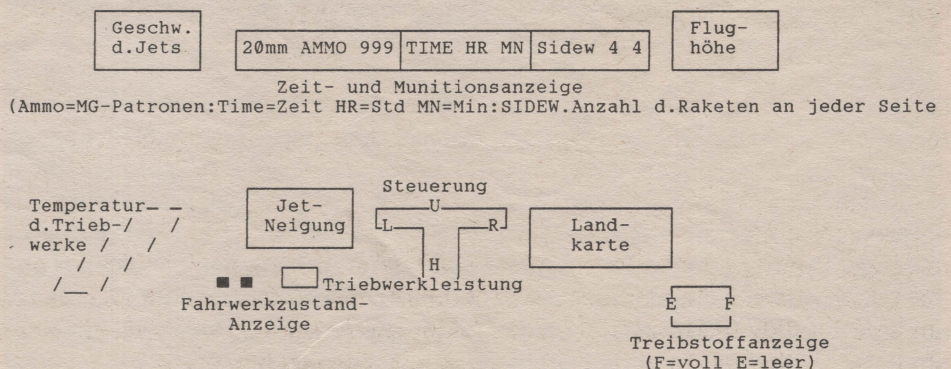 Geschw.
d.Jets
20mm AMMO 999 TIME HR MN Sidew 4 4
Flug-
höhe
Zeit- und Munitionsanzeige
(Ammo=MG-Patronen:Time=Zeit HR=Std MN=Min:SIDEW.Anzahl d.Raketen an jeder Seite
Temperatur
d.Trieb-
werke
Jet-
Neigung
Steuerung
U
L R
H
Land-
karte
Triebwerkleistung
Fahrwerkzustand-
Anzeige
E F
Treibstoffanzeige
(F=voll E=leer)